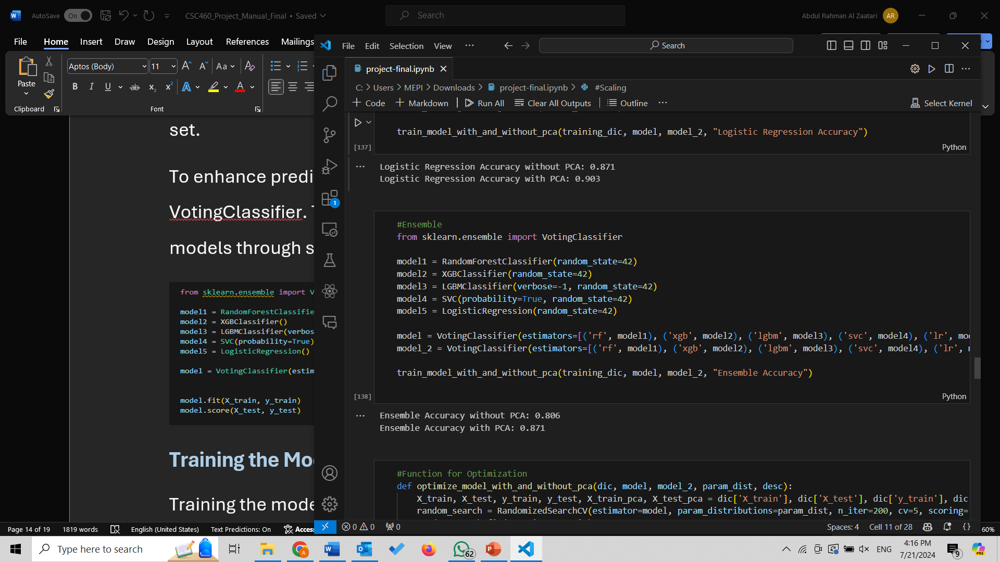 AutoSave On CSC460_Project_Manual_Final • Saved Search Abdul Rahman Al Zaatari AR
File Home Insert Draw Design Layout References Mailings
Paste Clipboard
Aptos (Body) 11 Aa
B I U ab x₂ x² A A
Font
set.
To enhance predi
VotingClassifier.
models through s
from sklearn.ensemble import V
model1 = RandomForestClassifie
model2 = XGBClassifier()
model3 = LGBMClassifier(verbos
model4 = SVC(probability=True)
model5 = LogisticRegression()
model = VotingClassifier(estim
model.fit(X_train, y_train)
model.score(X_test, y_test)
Training the Mo
Training the mode
Page 14 of 19 1819 words English (United States) Text Predictions: On Access
60%
File Edit Selection View ··· Search
project-final.ipynb
C: > Users > MEPI > Downloads > project-final.ipynb > #Scaling
+ Code + Markdown Run All Clear All Outputs Outline ··· Select Kernel
train_model_with_and_without_pca(training_dic, model, model_2, "Logistic Regression Accuracy")
[137] Python
Logistic Regression Accuracy without PCA: 0.871
Logistic Regression Accuracy with PCA: 0.903
1
#Ensemble
from sklearn.ensemble import VotingClassifier
model1 = RandomForestClassifier(random_state=42)
model2 = XGBClassifier(random_state=42)
model3 = LGBMClassifier(verbose=-1, random_state=42)
model4 = SVC(probability=True, random_state=42)
model5 = LogisticRegression(random_state=42)
model = VotingClassifier(estimators=[('rf', model1), ('xgb', model2), ('lgbm', model3), ('svc', model4), ('lr', mo
model_2 = VotingClassifier(estimators=[('rf', model1), ('xgb', model2), ('lgbm', model3), ('svc', model4), ('lr',
train_model_with_and_without_pca(training_dic, model, model_2, "Ensemble Accuracy")
[138] Python
Ensemble Accuracy without PCA: 0.806
Ensemble Accuracy with PCA: 0.871
#Function for Optimization
def optimize_model_with_and_without_pca(dic, model, model_2, param_dist, desc):
X_train, X_test, y_train, y_test, X_train_pca, X_test_pca = dic['X_train'], dic['X_test'], dic['y_train'], dic
random_search = RandomizedSearchCV(estimator=model, param_distributions=param_dist, n_iter=200, cv=5, scoring=
0 0 0 Spaces: 4 Cell 11 of 28
Type here to search 62 ENG 4:16 PM
7/21/2024 9 PRE